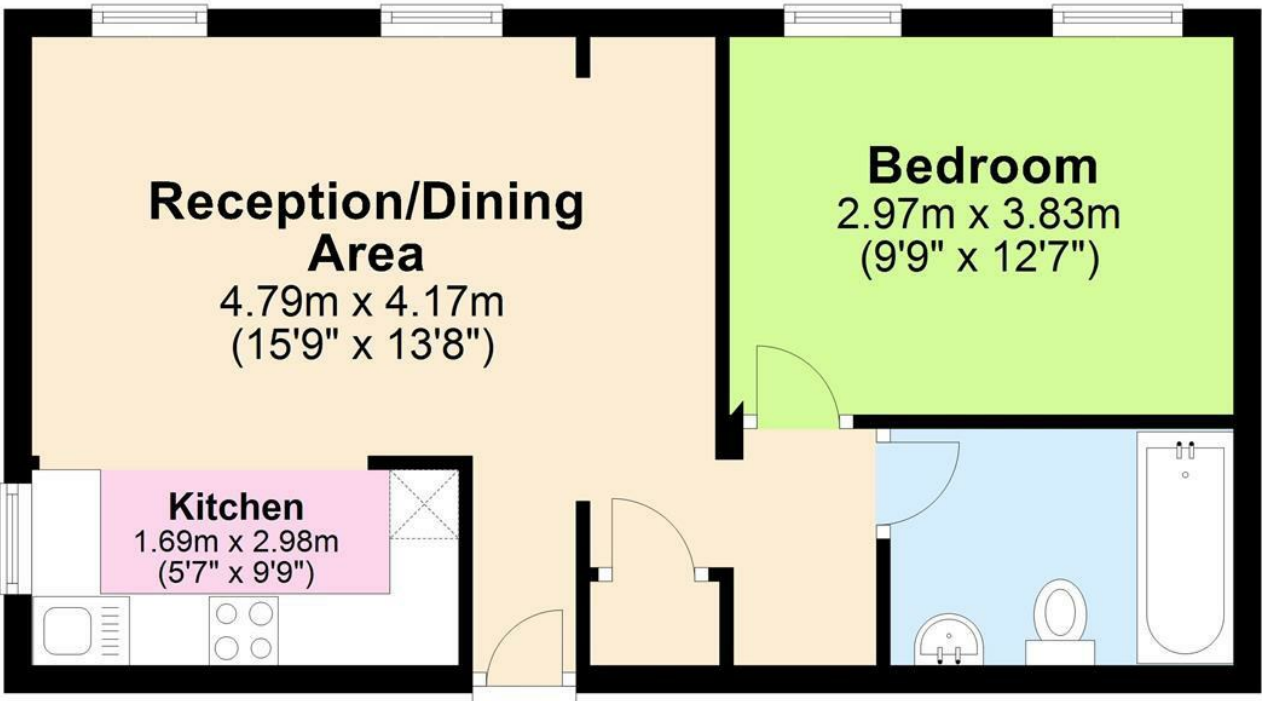 Reception/Dining
Area
4.79m x 4.17m
(15'9" x 13'8")
Bedroom
2.97m x 3.83m
(9'9" x 12'7")
Kitchen
1.69m x 2.98m
(5'7" x 9'9")